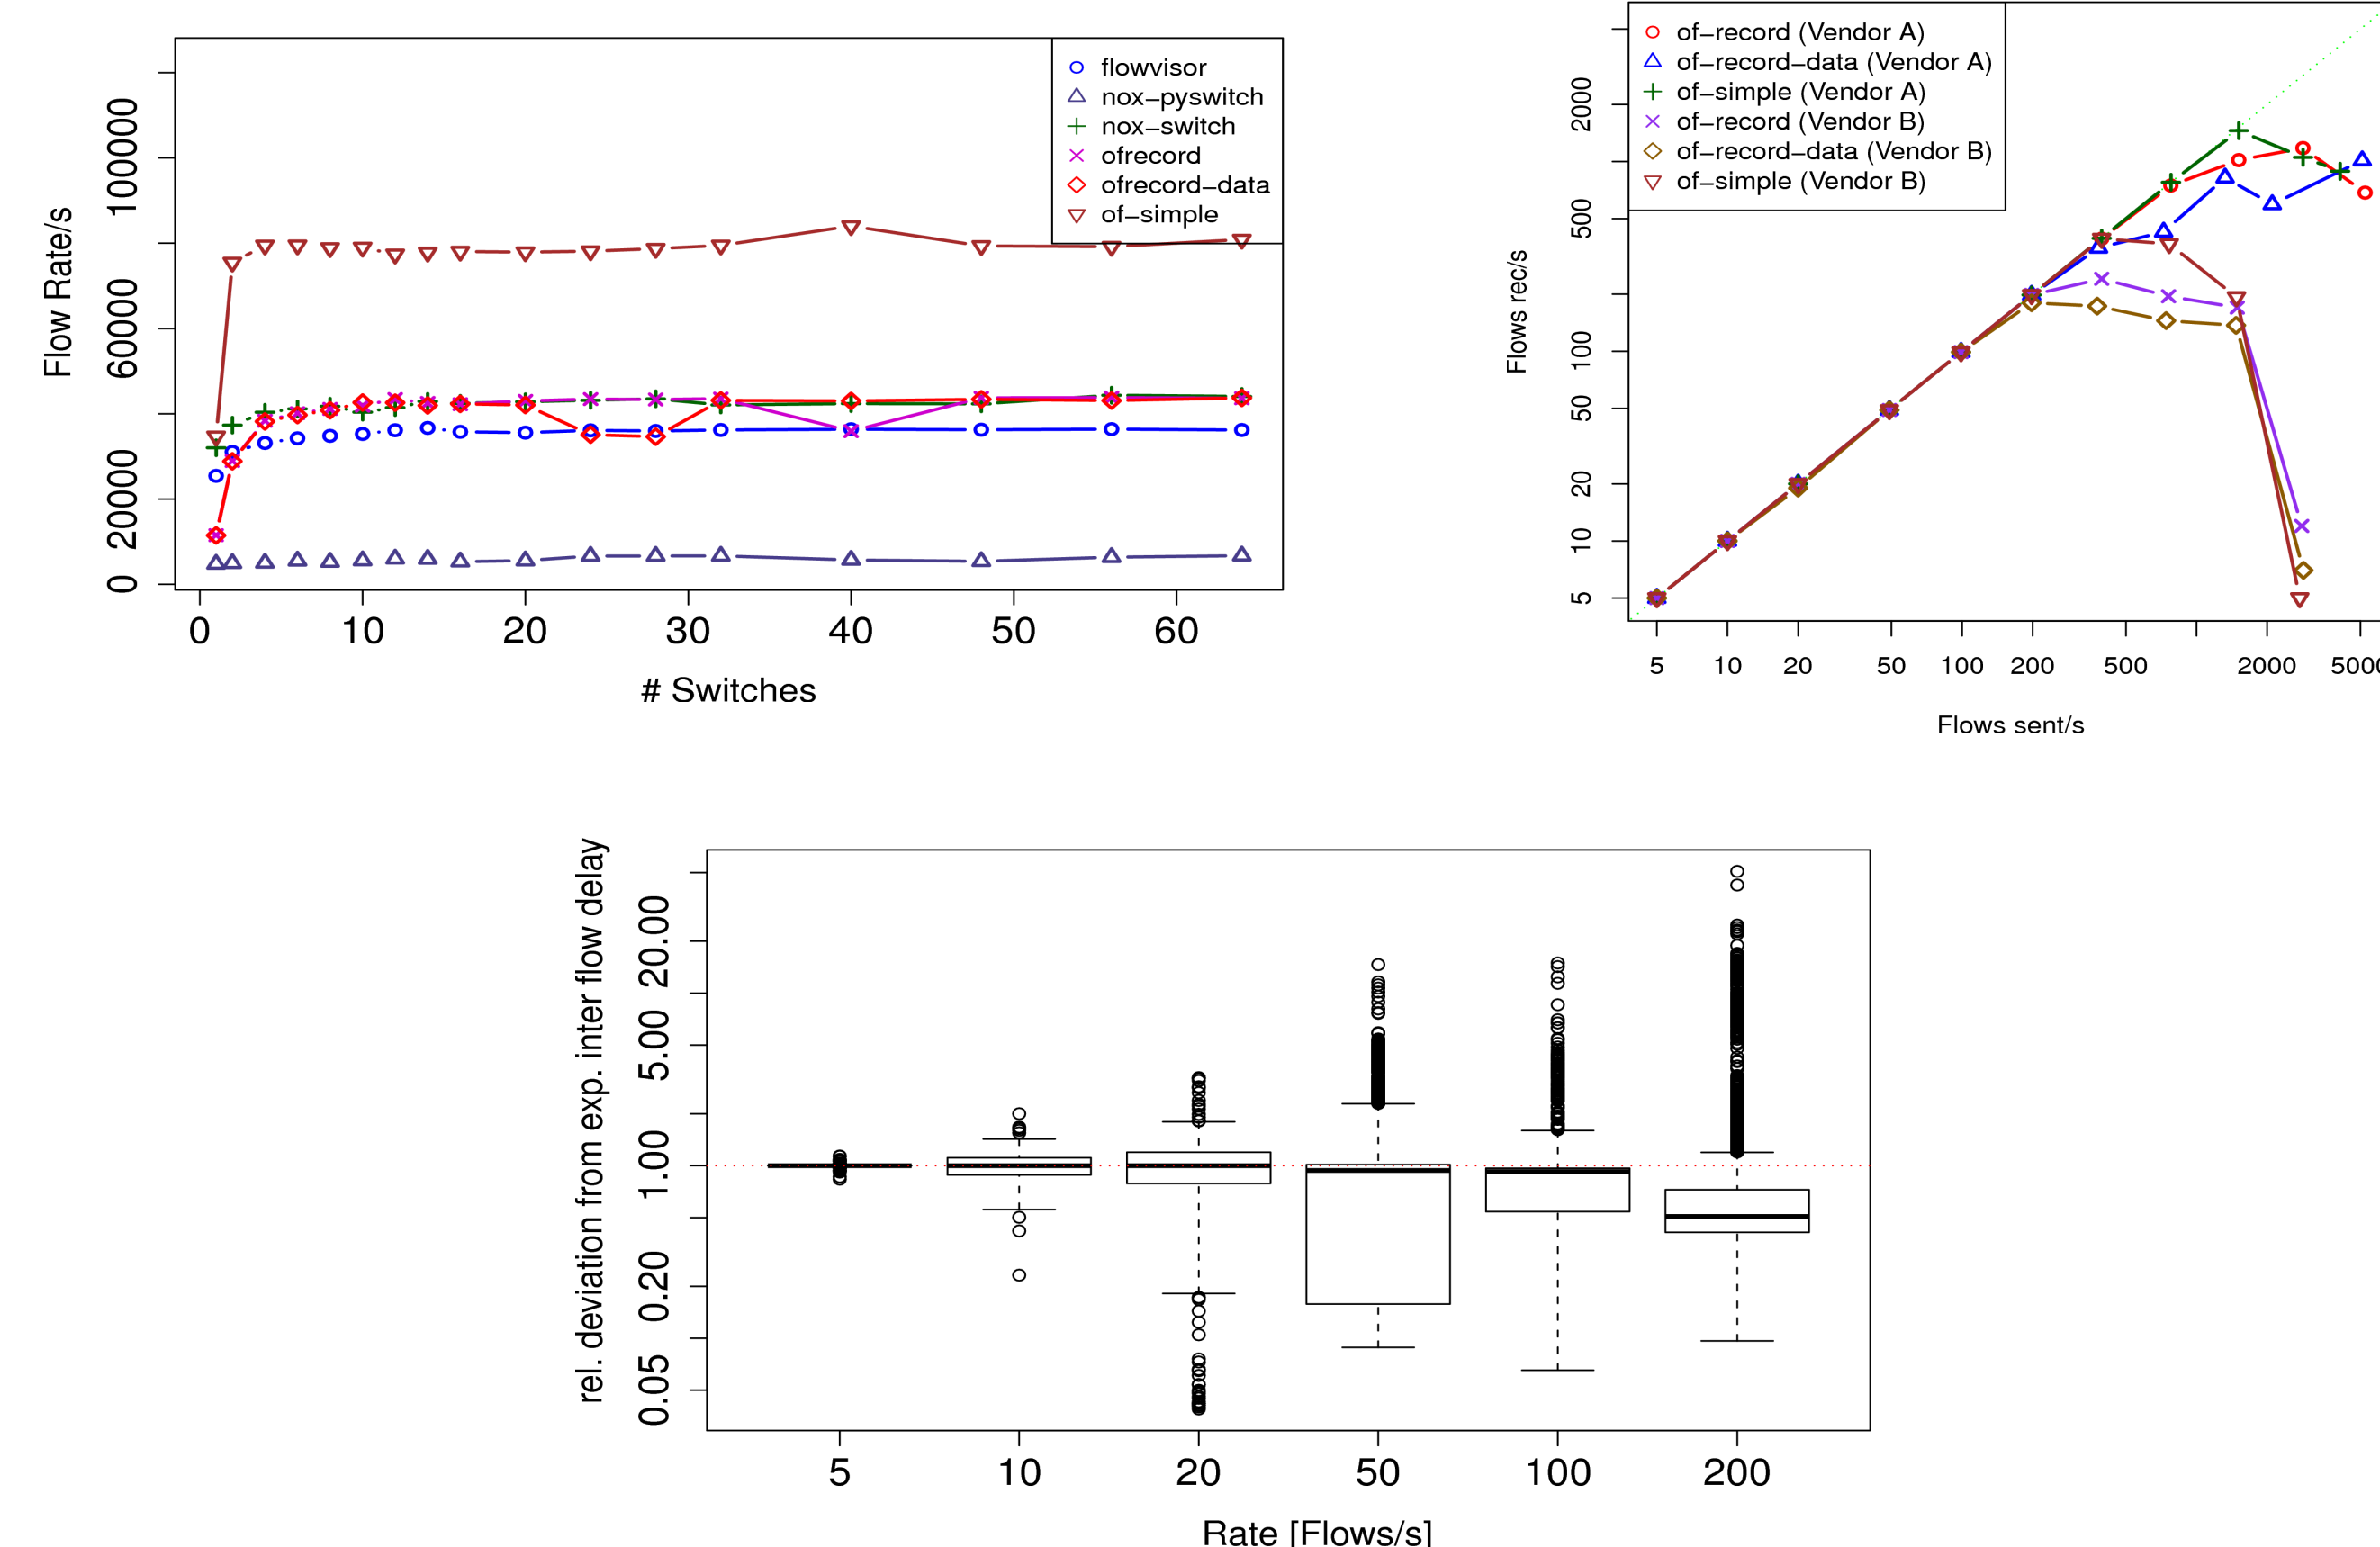 Flow Rate/s
0
20000
60000
100000
0 10 20 30 40 50 60
# Switches
flowvisor
nox−pyswitch
nox−switch
ofrecord
ofrecord−data
of−simple
Flows rec/s
5
10
20
50
100
500
2000
5 10 20 50 100 200 500 2000 5000
Flows sent/s
of−record (Vendor A)
of−record−data (Vendor A)
of−simple (Vendor A)
of−record (Vendor B)
of−record−data (Vendor B)
of−simple (Vendor B)
rel. deviation from exp. inter flow delay
0.05
0.20
1.00
5.00
20.00
5 10 20 50 100 200
Rate [Flows/s]